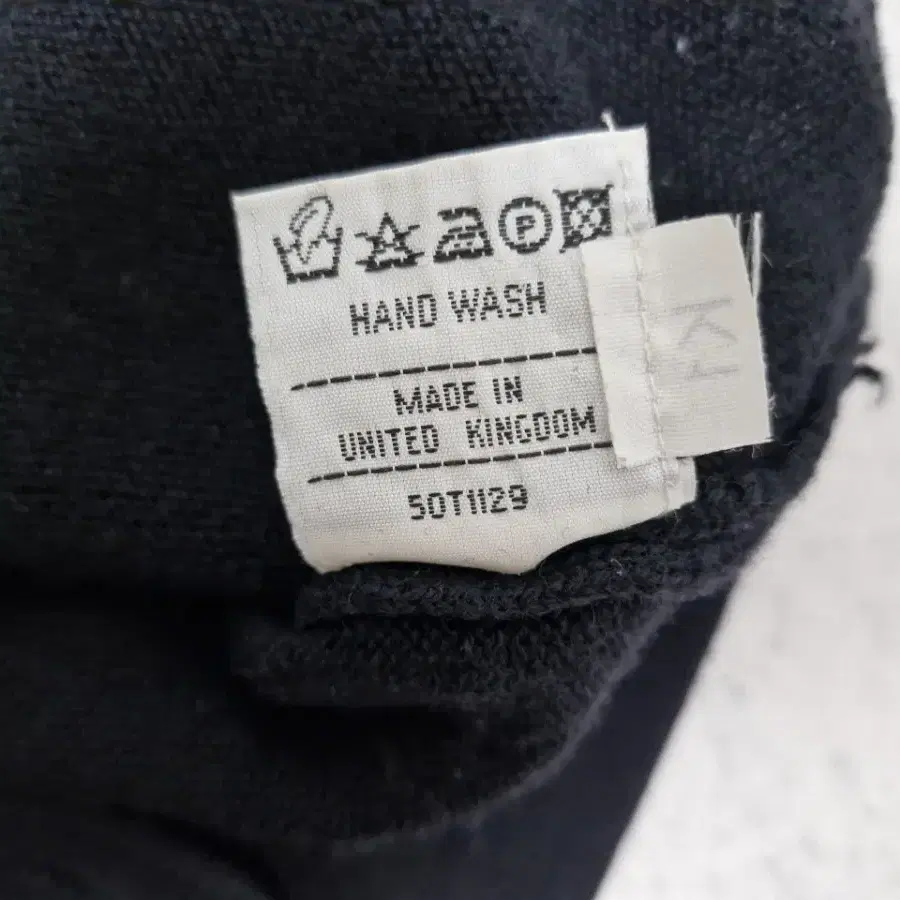 P
HAND WASH
MADE IN
UNITED KINGDOM
50T1129